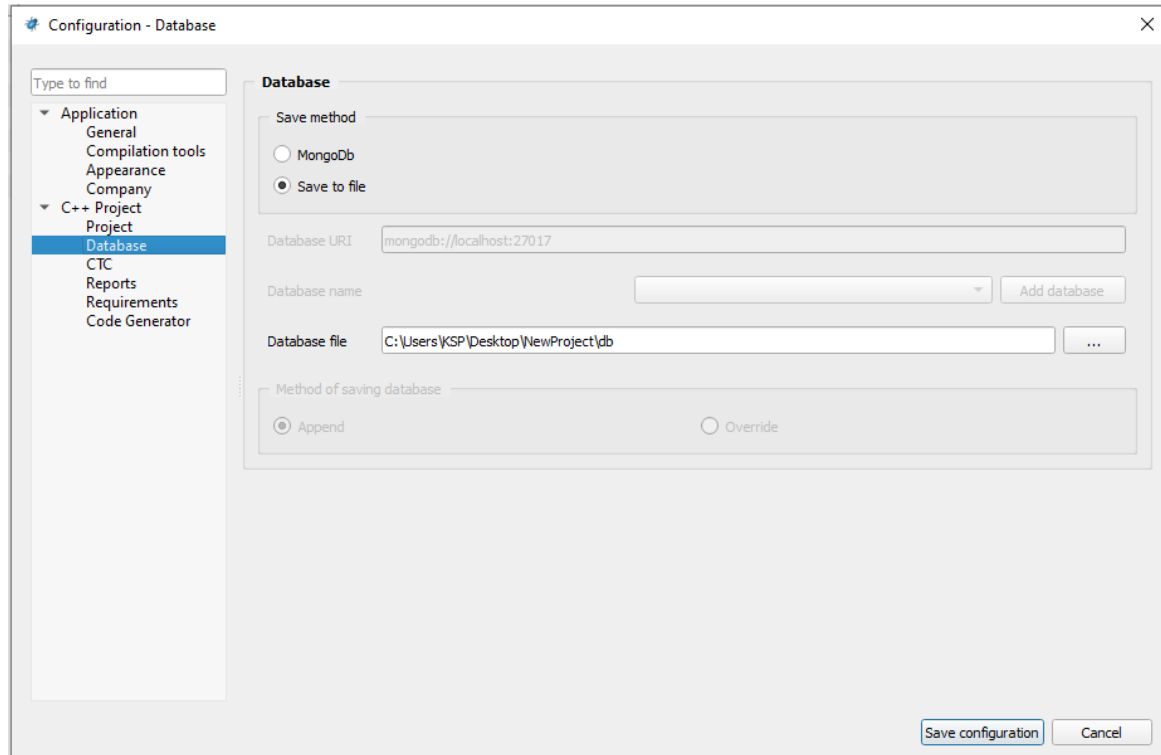 Configuration - Database
Type to find
Application
General
Compilation tools
Appearance
Company
C++ Project
Project
Database
CTC
Reports
Requirements
Code Generator
Database
Save method
MongoDb
Save to file
Database URI mongodb://localhost:27017
Database name Add database
Database file C:\Users\KSP\Desktop\NewProject\db ...
Method of saving database
Append Override
Save configuration Cancel